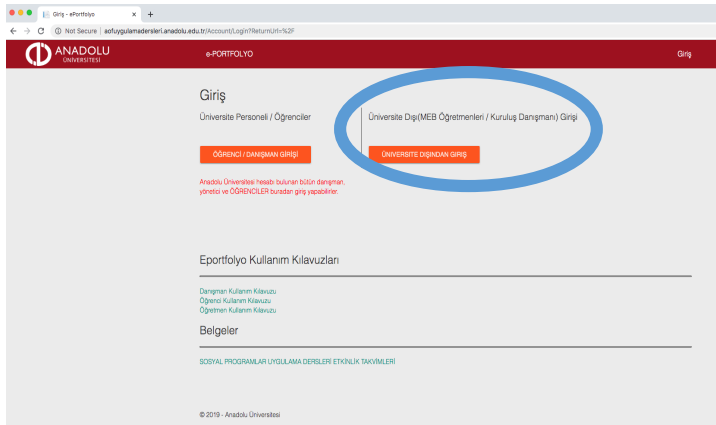 Giriş - ePortfolyo
Not Secure | aofuygulamadersleri.anadolu.edu.tr/Account/Login?ReturnUrl=%2F
ANADOLU
ÜNİVERSİTESİ
e-PORTFOLYO
Giriş
Giriş
Üniversite Personeli / Öğrenciler
Üniversite Dışı(MEB Öğretmenleri / Kuruluş Danışmanı) Girişi
ÖĞRENCİ / DANIŞMAN GİRİŞİ
ÜNİVERSİTE DIŞINDAN GİRİŞ
Anadolu Üniversitesi hesabı bulunan bütün danışman,
yönetici ve ÖĞRENCİLER buradan giriş yapabilirler.
Eportfolyo Kullanım Kılavuzları
Danışman Kullanım Kılavuzu
Öğrenci Kullanım Kılavuzu
Öğretmen Kullanım Kılavuzu
Belgeler
SOSYAL PROGRAMLAR UYGULAMA DERSLERİ ETKİNLİK TAKVİMLERİ
© 2019 - Anadolu Üniversitesi